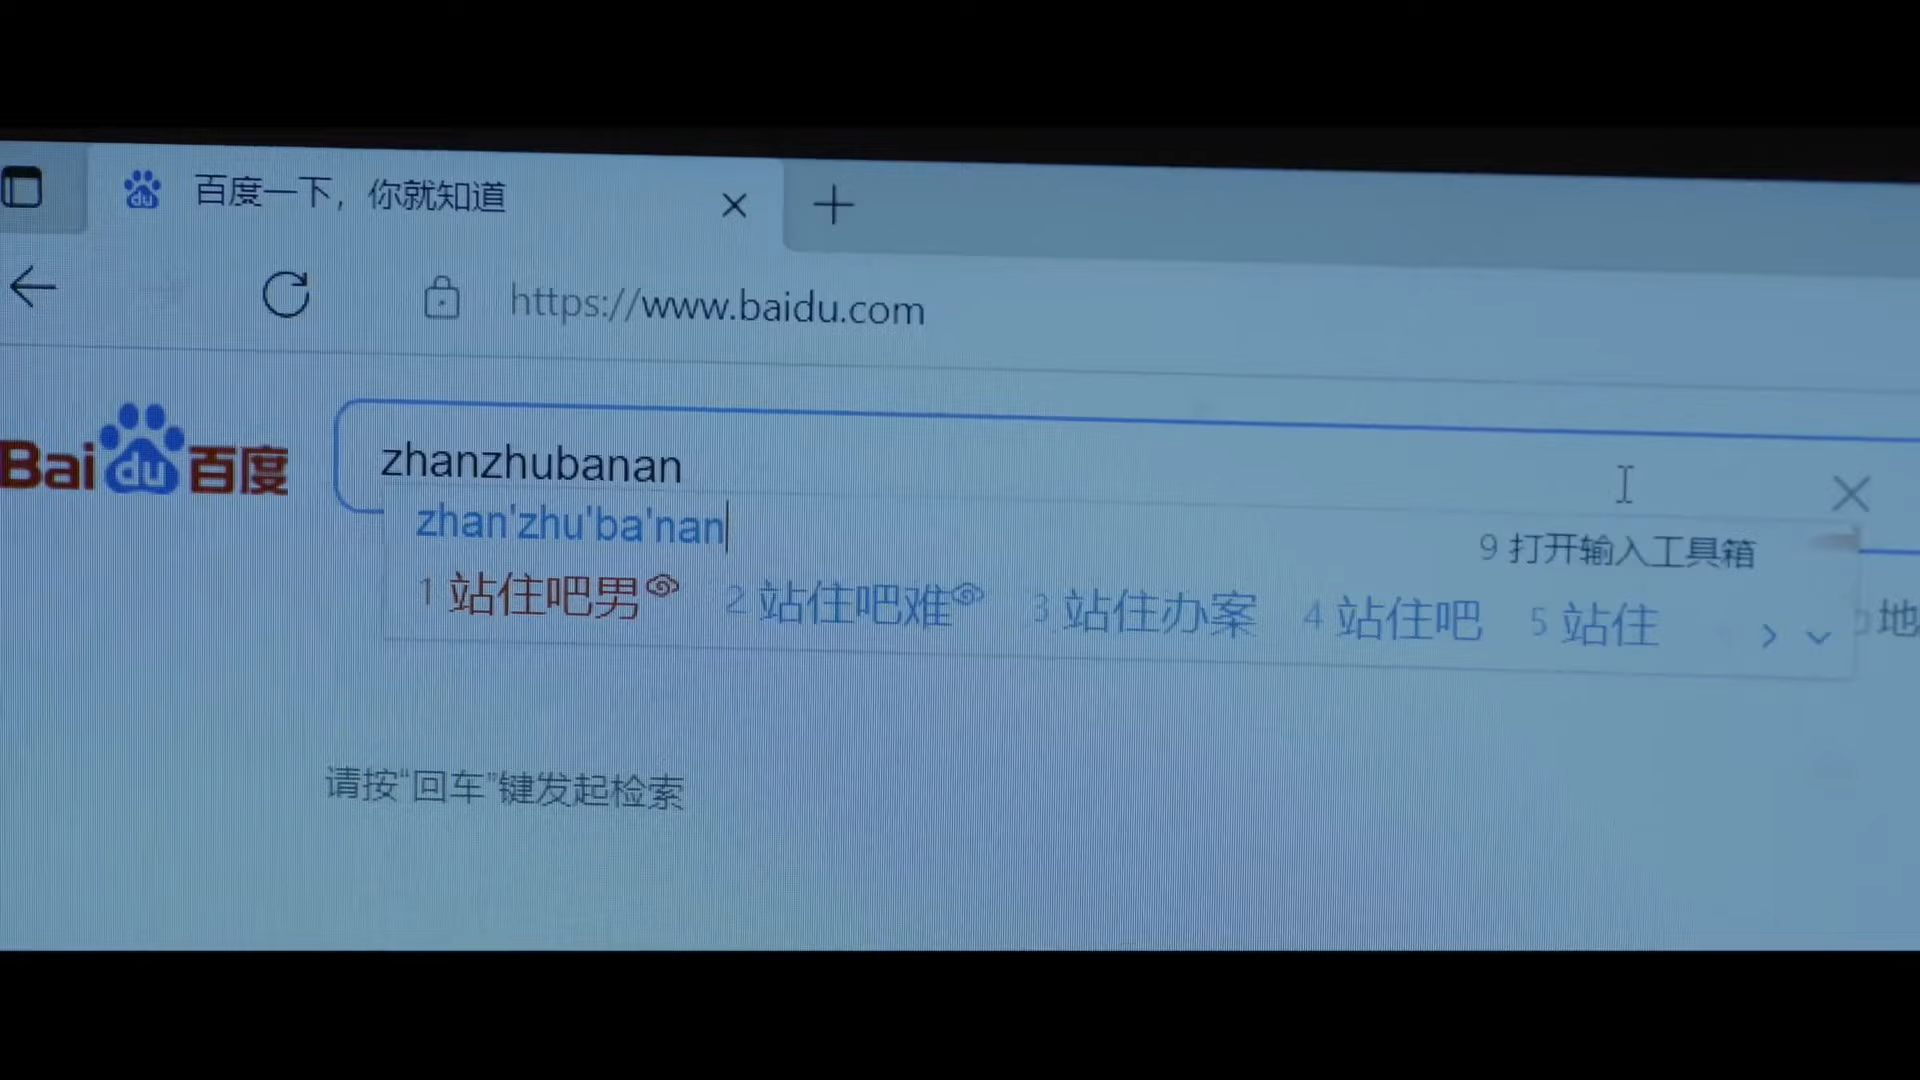 百度一下，你就知道
https://www.baidu.com
Bai du 百度
zhanzhubanan
zhan'zhu'ba'nan
9 打开输入工具箱
1 站住吧男 2 站住吧难 3 站住办案 4 站住吧 5 站住
地
请按“回车”键发起检索